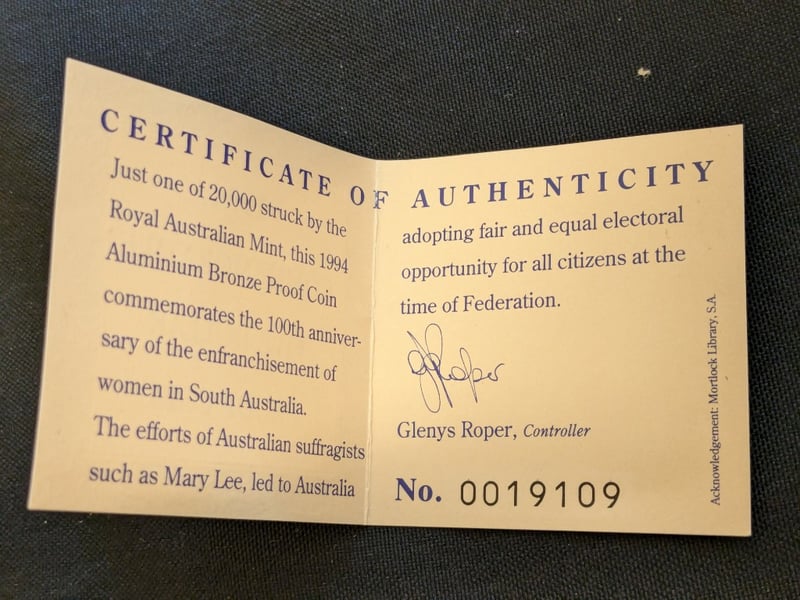 CERTIFICATE OF AUTHENTICITY
Just one of 20,000 struck by the
Royal Australian Mint, this 1994
Aluminium Bronze Proof Coin
commemorates the 100th anniver-
sary of the enfranchisement of
women in South Australia.
The efforts of Australian suffragists
such as Mary Lee, led to Australia
adopting fair and equal electoral
opportunity for all citizens at the
time of Federation.
GRoper
Glenys Roper, Controller
No. 0019109
Acknowledgement: Mortlock Library, S.A.